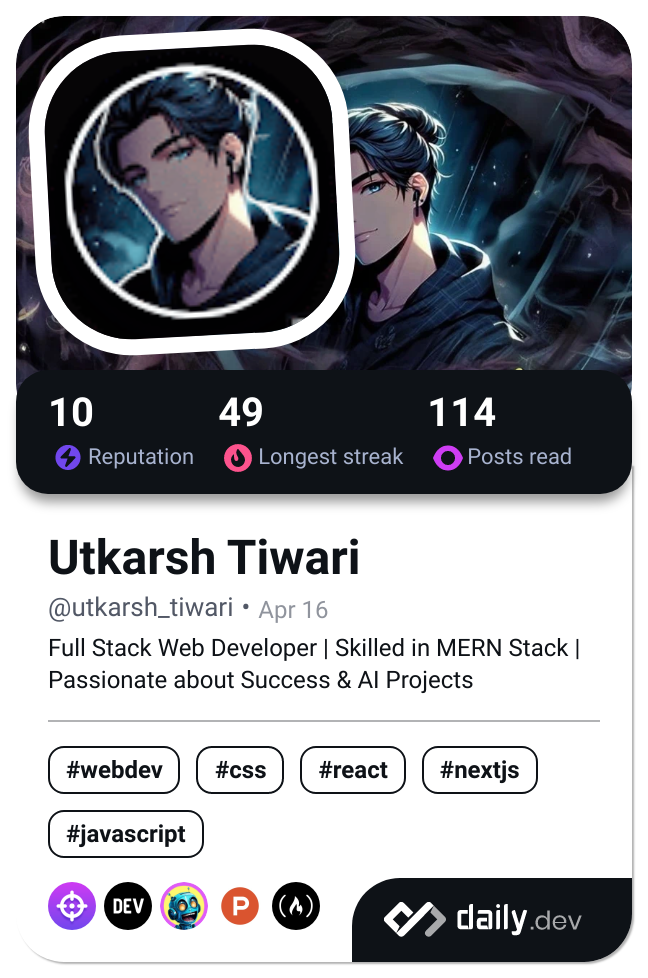 10 49 114
Reputation Longest streak Posts read
Utkarsh Tiwari
@utkarsh_tiwari • Apr 16
Full Stack Web Developer | Skilled in MERN Stack |
Passionate about Success & AI Projects
#webdev #css #react #nextjs
#javascript
DEV P daily.dev